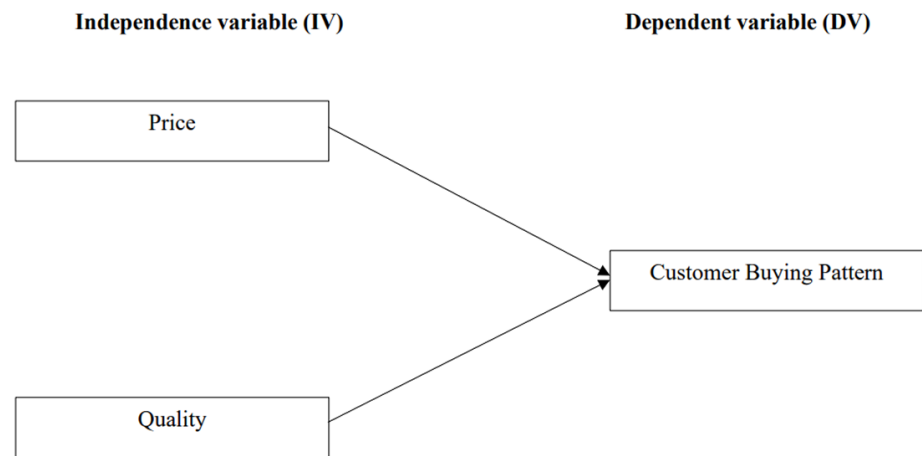 Independence variable (IV)
Dependent variable (DV)
Price
Customer Buying Pattern
Quality